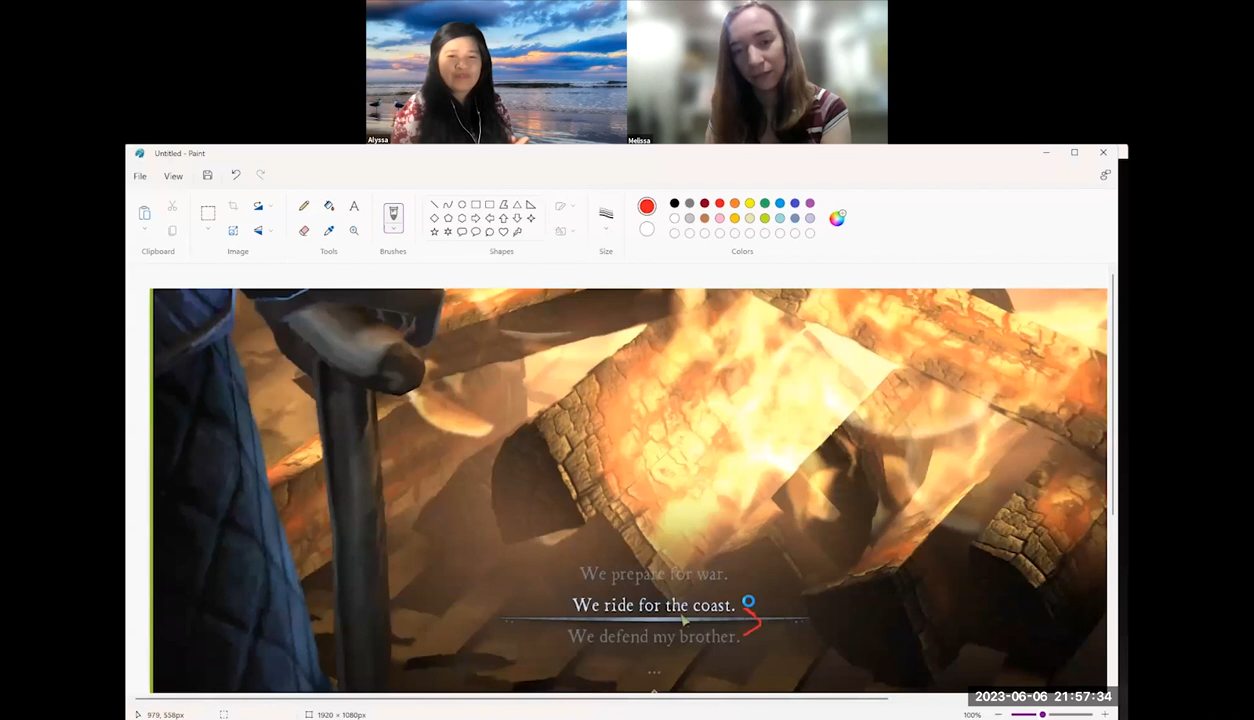 Alyssa
Melissa
Untitled - Paint
File
View
Clipboard
Image
Tools
Brushes
Shapes
Size
Colors
We prepare for war.
We ride for the coast.
We defend my brother.
...
2023-06-06 21:57:34
979, 558px
1920 × 1080px
100%